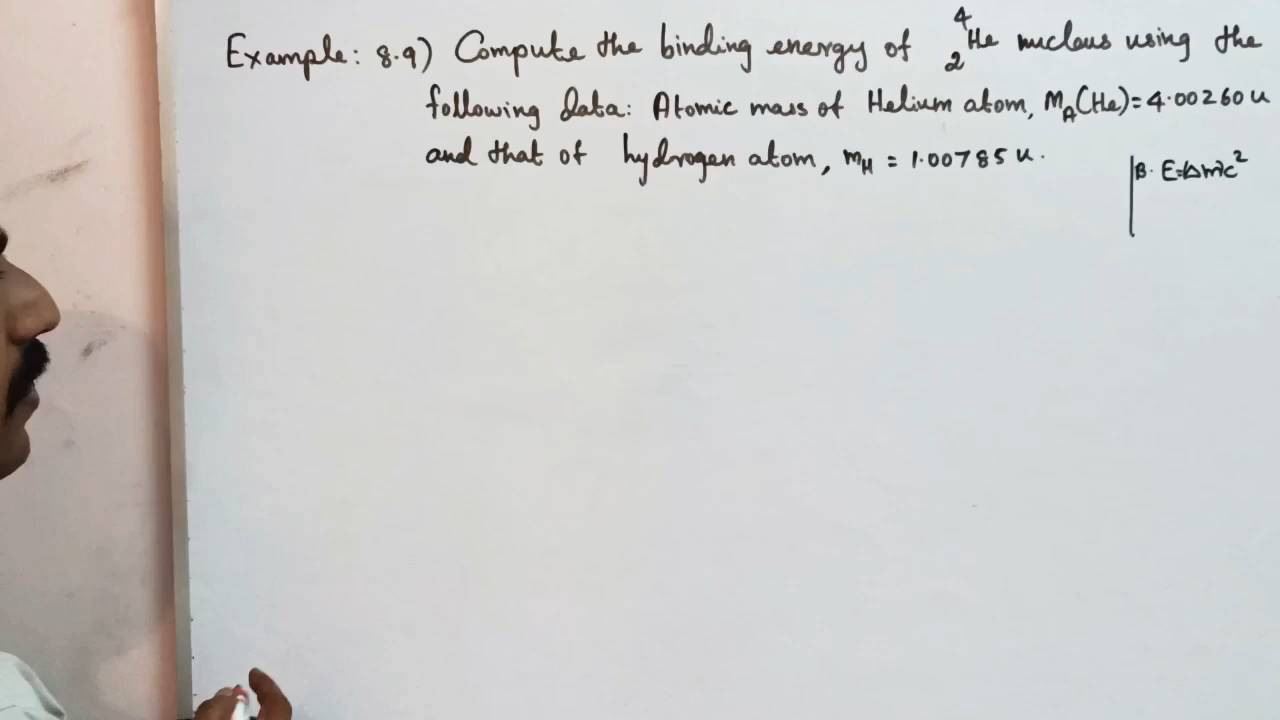 Example: 8.9) Compute the binding energy of ⁴₂He nucleus using the
following data: Atomic mass of Helium atom, M_A(He) = 4.00260 u
and that of hydrogen atom, m_H = 1.00785 u.
B. E = Δmc²